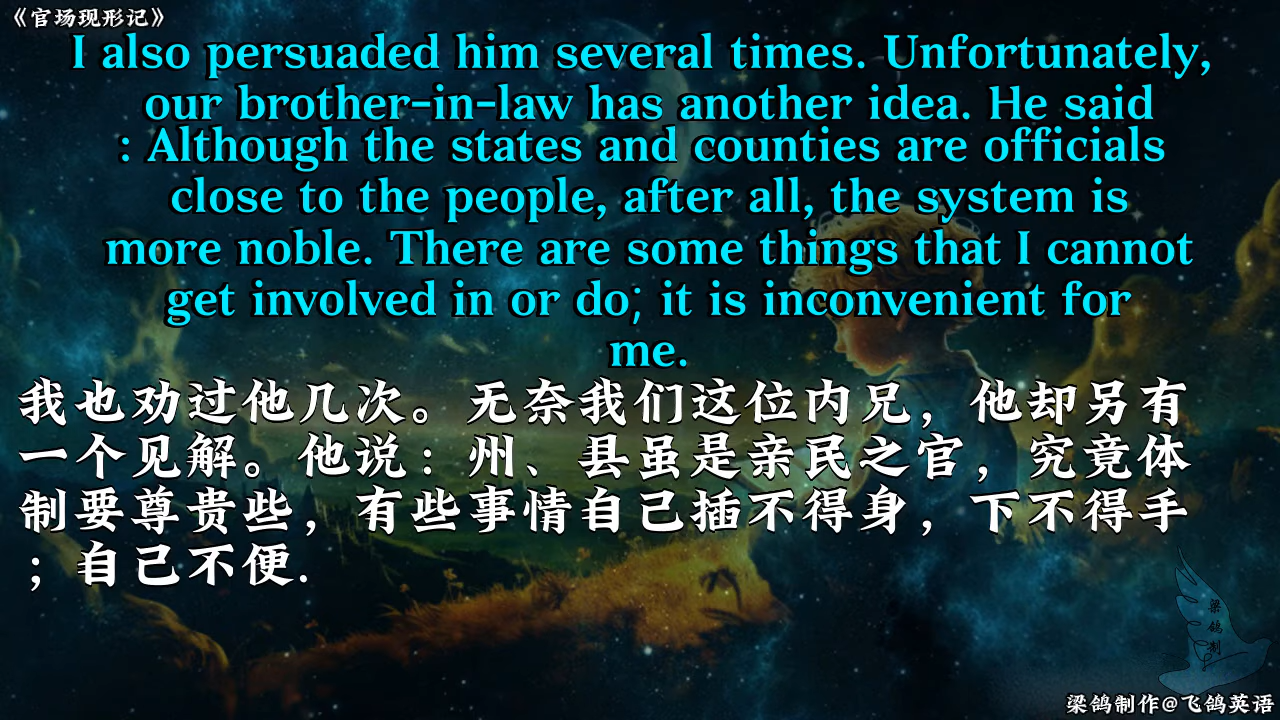 《官场现形记》
I also persuaded him several times. Unfortunately,
our brother-in-law has another idea. He said
: Although the states and counties are officials
close to the people, after all, the system is
more noble. There are some things that I cannot
get involved in or do; it is inconvenient for
me.
我也劝过他几次。无奈我们这位内兄，他却另有
一个见解。他说：州、县虽是亲民之官，究竟体
制要尊贵些，有些事情自己插不得身，下不得手
；自己不便.
梁鸽制
梁鸽制作@飞鸽英语